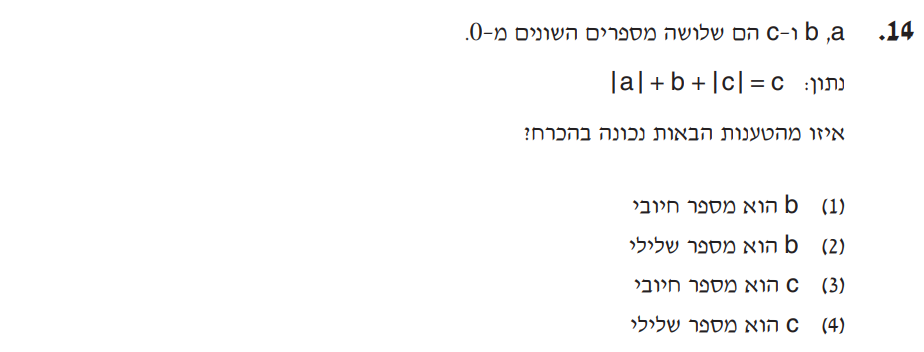 14. a, b ו-c הם שלושה מספרים השונים מ-0.
נתון: |a| + b + |c| = c
איזו מהטענות הבאות נכונה בהכרח?
(1) b הוא מספר חיובי
(2) b הוא מספר שלילי
(3) c הוא מספר חיובי
(4) c הוא מספר שלילי